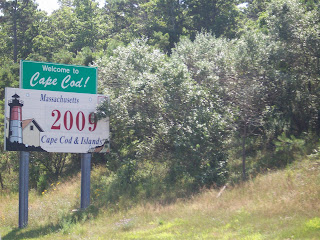 Welcome to
Cape Cod!
Massachusetts
2009
Cape Cod & Islands